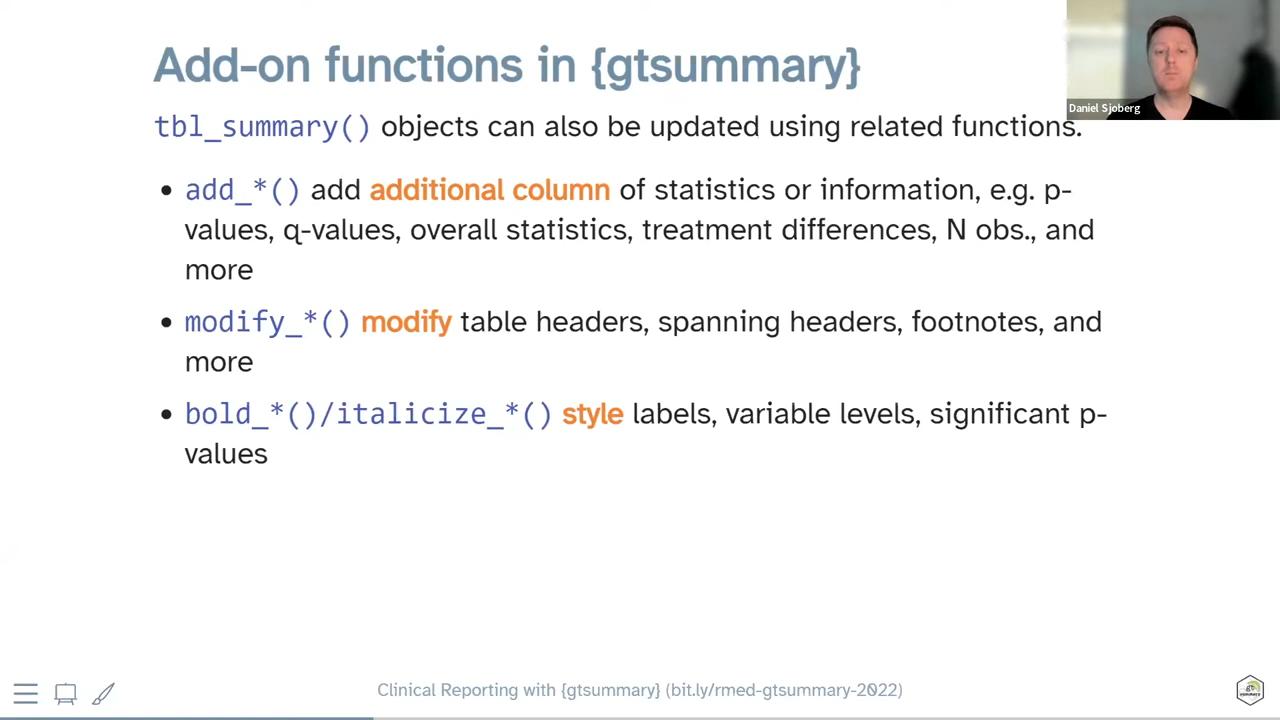 Add-on functions in {gtsummary}
Daniel Sjoberg
tbl_summary() objects can also be updated using related functions.
• add_*() add additional column of statistics or information, e.g. p-
values, q-values, overall statistics, treatment differences, N obs., and
more
• modify_*() modify table headers, spanning headers, footnotes, and
more
• bold_*()/italicize_*() style labels, variable levels, significant p-
values
Clinical Reporting with {gtsummary} (bit.ly/rmed-gtsummary-2022)